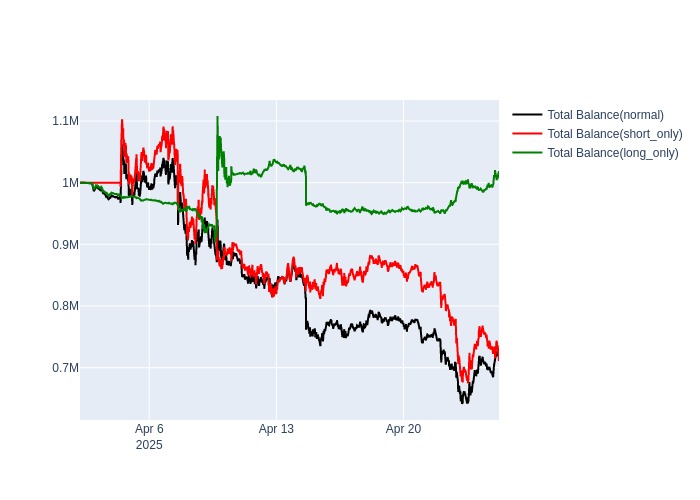 1.1M
1M
0.9M
0.8M
0.7M
Apr 6
2025
Apr 13
Apr 20
Total Balance(normal)
Total Balance(short_only)
Total Balance(long_only)